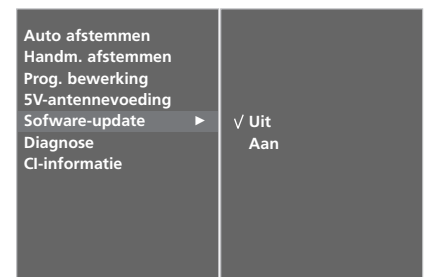 Auto afstemmen
Handm. afstemmen
Prog. bewerking
5V-antennevoeding
Sofware-update ►
Diagnose
CI-informatie
√ Uit
Aan